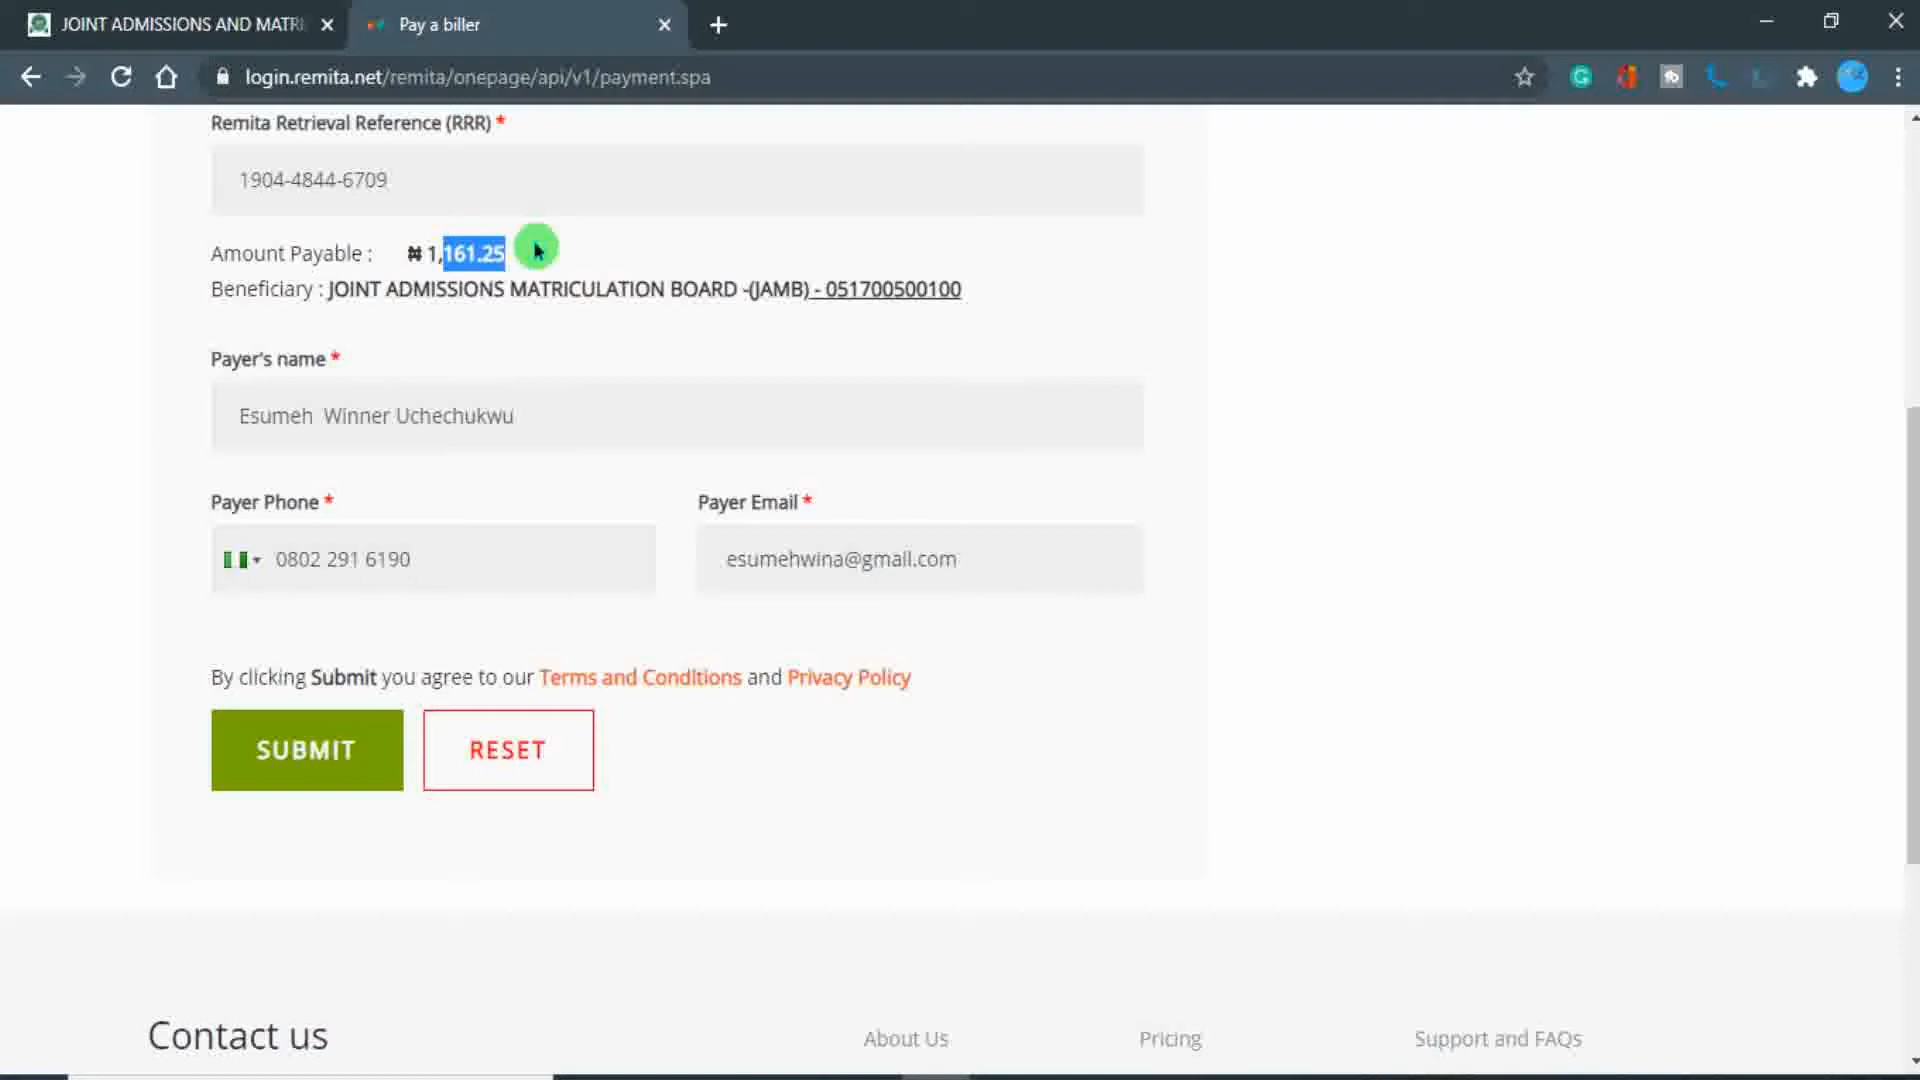 JOINT ADMISSIONS AND MATRI
Pay a biller
login.remita.net/remita/onepage/api/v1/payment.spa
Remita Retrieval Reference (RRR) *
1904-4844-6709
Amount Payable : ₦ 1,161.25
Beneficiary : JOINT ADMISSIONS MATRICULATION BOARD -(JAMB) - 051700500100
Payer's name *
Esumeh Winner Uchechukwu
Payer Phone * Payer Email *
0802 291 6190 esumehwina@gmail.com
By clicking Submit you agree to our Terms and Conditions and Privacy Policy
SUBMIT RESET
Contact us About Us Pricing Support and FAQs